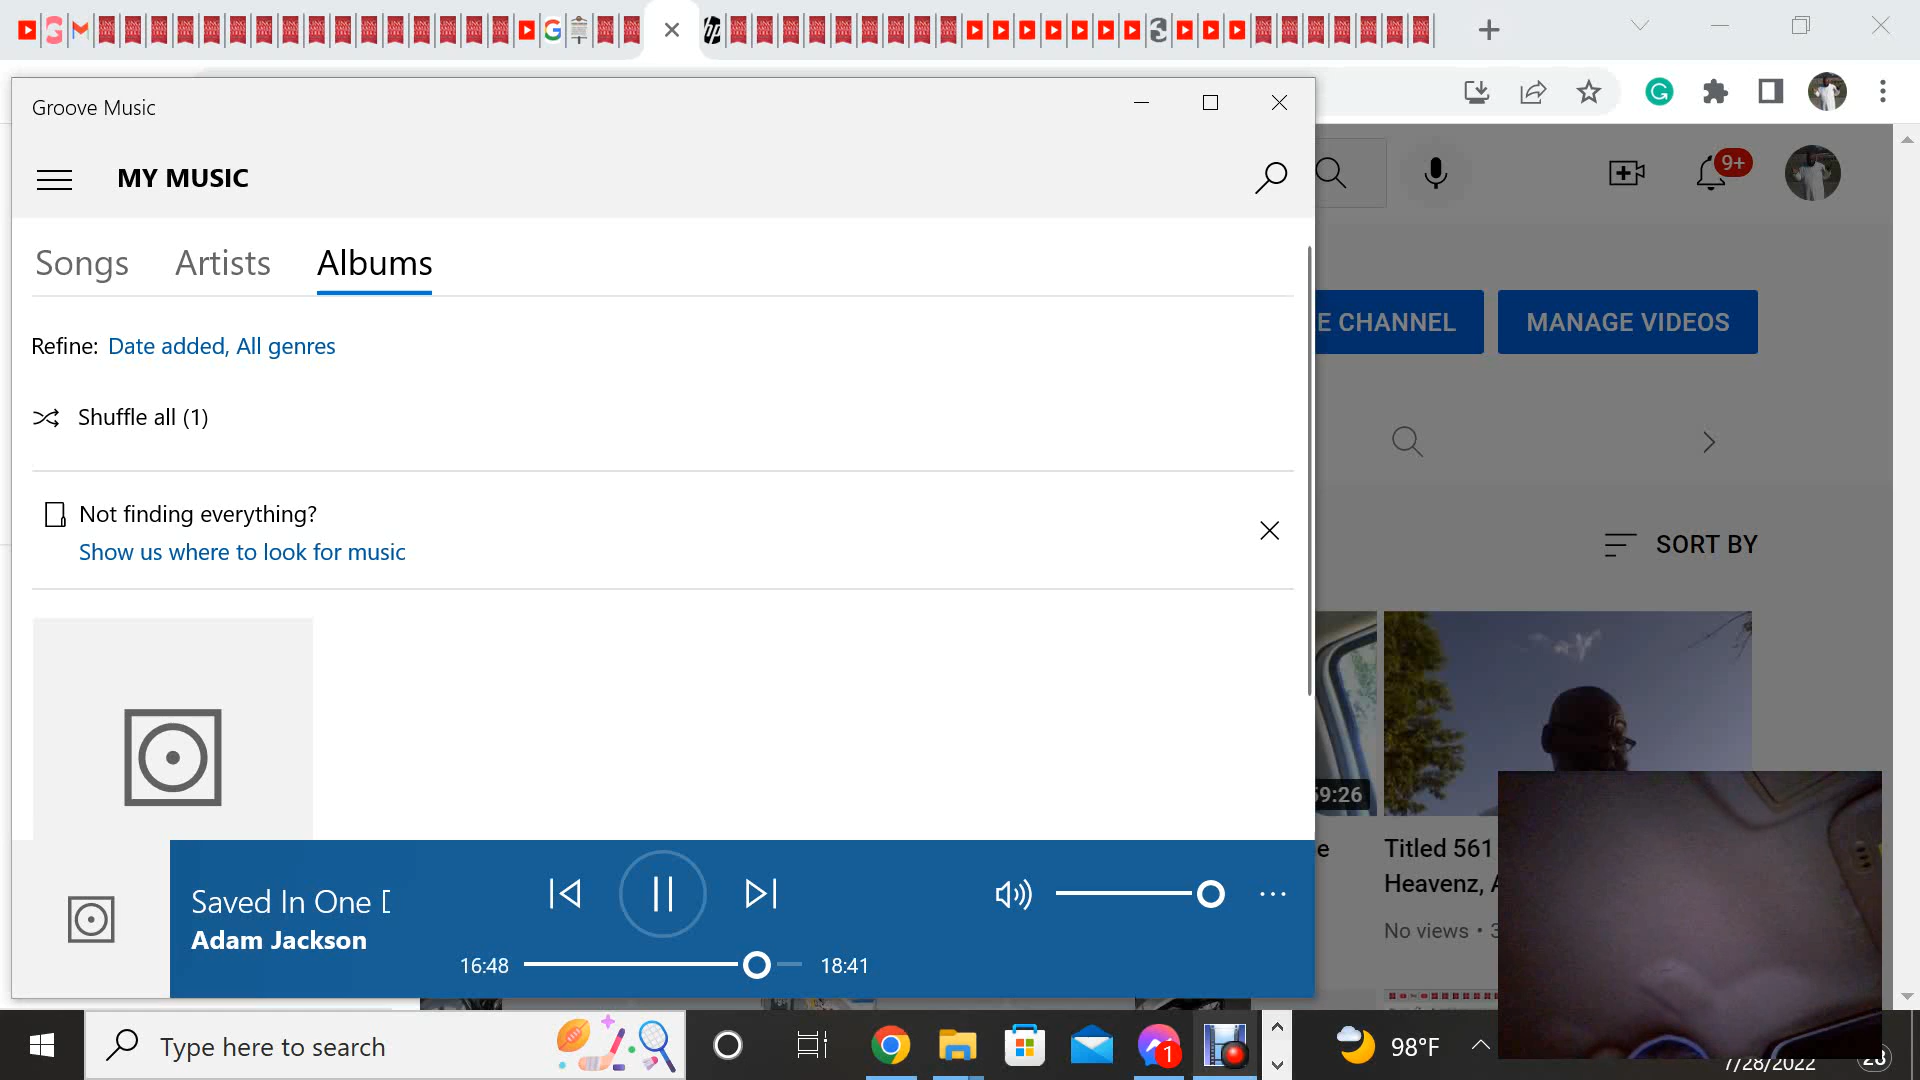 Groove Music
MY MUSIC
9+
Songs Artists Albums
Refine: Date added, All genres
E CHANNEL
MANAGE VIDEOS
Shuffle all (1)
Not finding everything?
Show us where to look for music
SORT BY
59:26
e
Titled 561
Heavenz, A
No views • 3
Saved In One [
Adam Jackson
16:48
18:41
Type here to search
1
98°F
7/28/2022